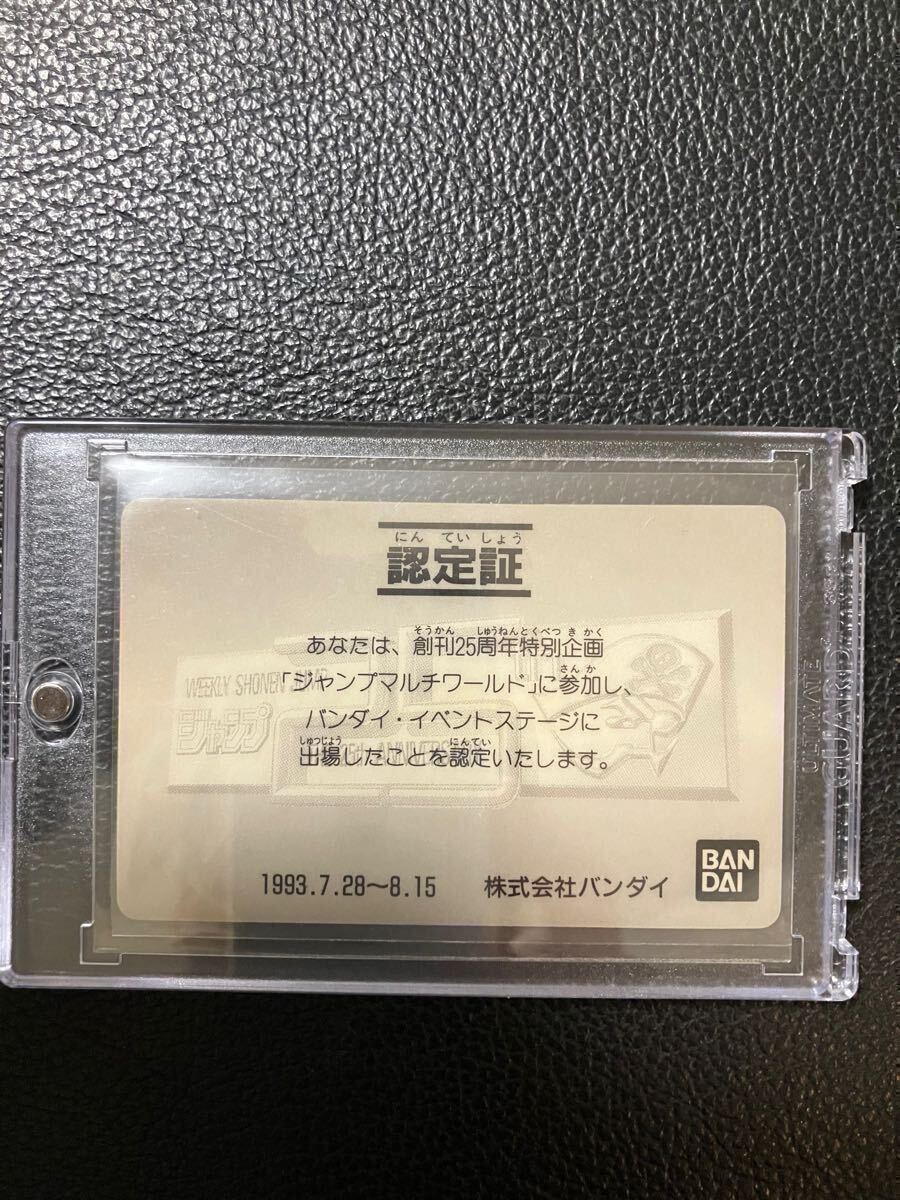 にん てい しょう
認定証
そうかん しゅうねんとくべつ き かく
あなたは、創刊25周年特別企画
さん か
「ジャンプマルチワールド」に参加し、
バンダイ・イベントステージに
しゅつじょう にんてい
出場したことを認定いたします。
WEEKLY SHONEN JUMP
ジャンプ
1993.7.28〜8.15 株式会社バンダイ
BAN
DAI